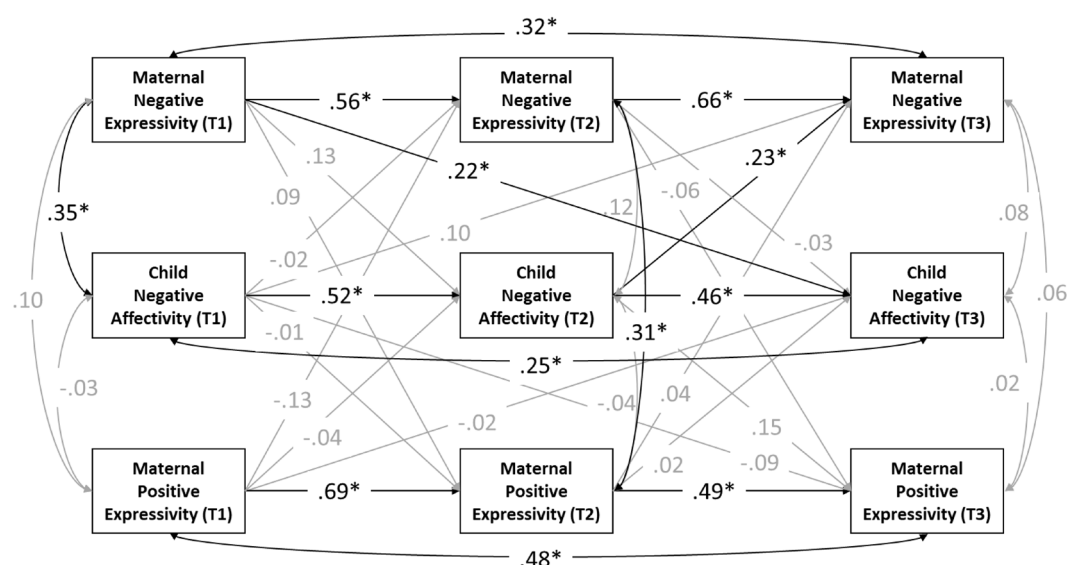 .32*
Maternal
Negative
Expressivity (T1)
Maternal
Negative
Expressivity (T2)
Maternal
Negative
Expressivity (T3)
.56*
.66*
.13
.22*
.23*
.09
-.06
.35*
.12
.08
.10
-.03
-.02
Child
Negative
Affectivity (T1)
Child
Negative
Affectivity (T2)
Child
Negative
Affectivity (T3)
.52*
.46*
.10
.06
-.01
.31*
.25*
-.03
.02
-.13
-.04
.04
-.02
.15
-.04
.02
-.09
Maternal
Positive
Expressivity (T1)
Maternal
Positive
Expressivity (T2)
Maternal
Positive
Expressivity (T3)
.69*
.49*
.48*